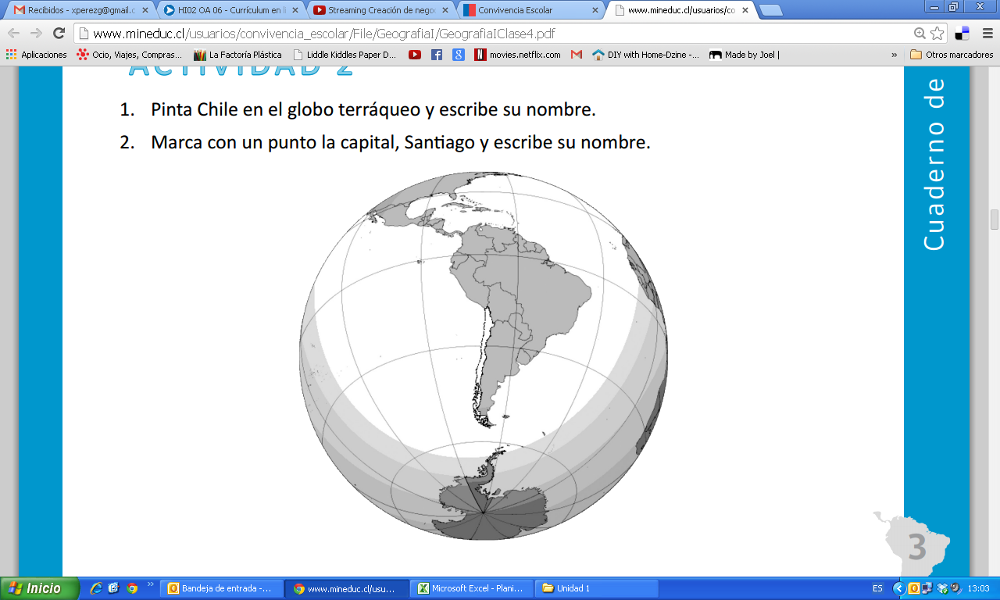 Recibidos - xperezg@pmail.c
HI02 OA 06 - Currículum en lí
Streaming Creación de nego
Convivencia Escolar
www.mineduc.cl/usuarios/co
www.mineduc.cl/usuarios/convivencia_escolar/File/GeografiaI/GeografiaIClase4.pdf
Aplicaciones
Ocio, Viajes, Compras...
La Factoría Plástica
Liddle Kiddles Paper D...
movies.netflix.com
DIY With Home-Dzine -...
Made by Joel |
»
Otros marcadores
ACTIVIDAD 2
1. Pinta Chile en el globo terráqueo y escribe su nombre.
2. Marca con un punto la capital, Santiago y escribe su nombre.
Cuaderno de
3
Inicio
»
Bandeja de entrada -...
www.mineduc.cl/usu...
Microsoft Excel - Plani...
Unidad 1
ES
13:03